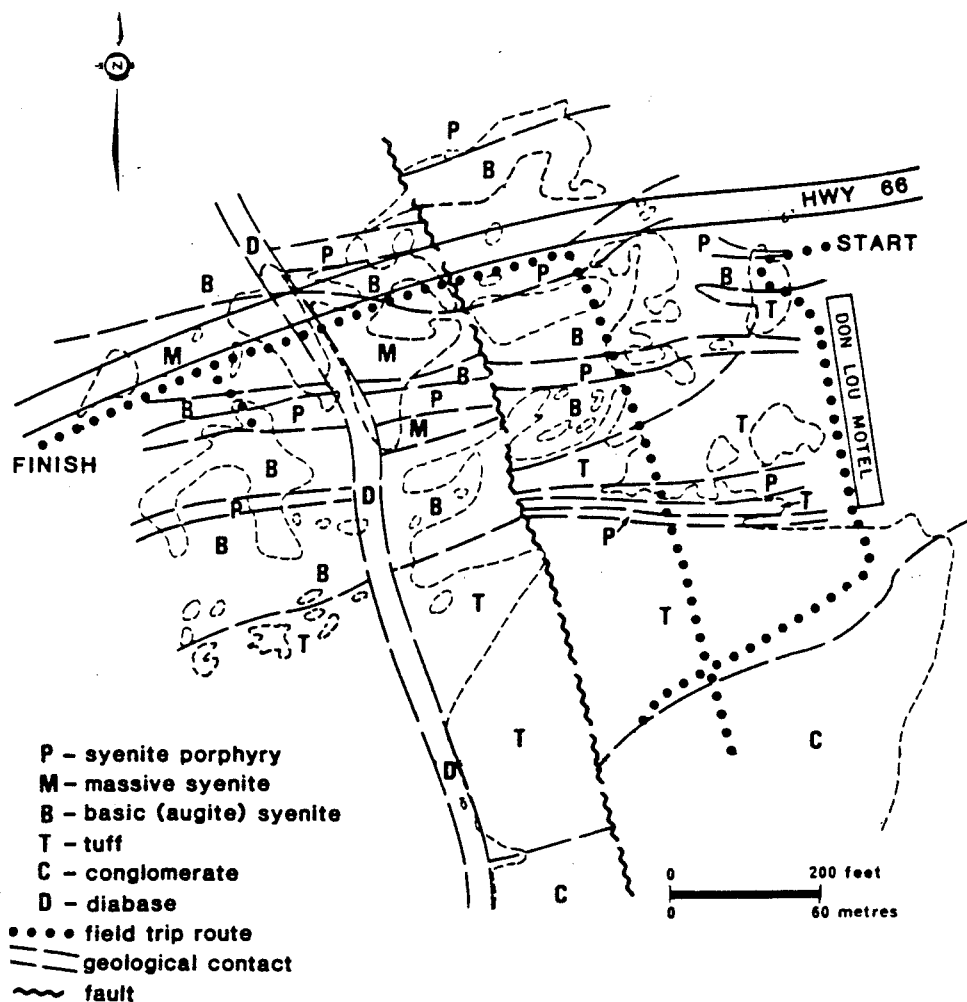 N
P
B
HWY 66
P
START
D
P
B
B
P
B
T
M
M
B
P
B
P
B
P
M
B
T
T
DON LOU MOTEL
FINISH
B
D
B
P
T
P
B
P
B
T
T
T
T
C
D
C
P – syenite porphyry
M – massive syenite
B – basic (augite) syenite
T – tuff
C – conglomerate
D – diabase
field trip route
geological contact
fault
0 200 feet
0 60 metres